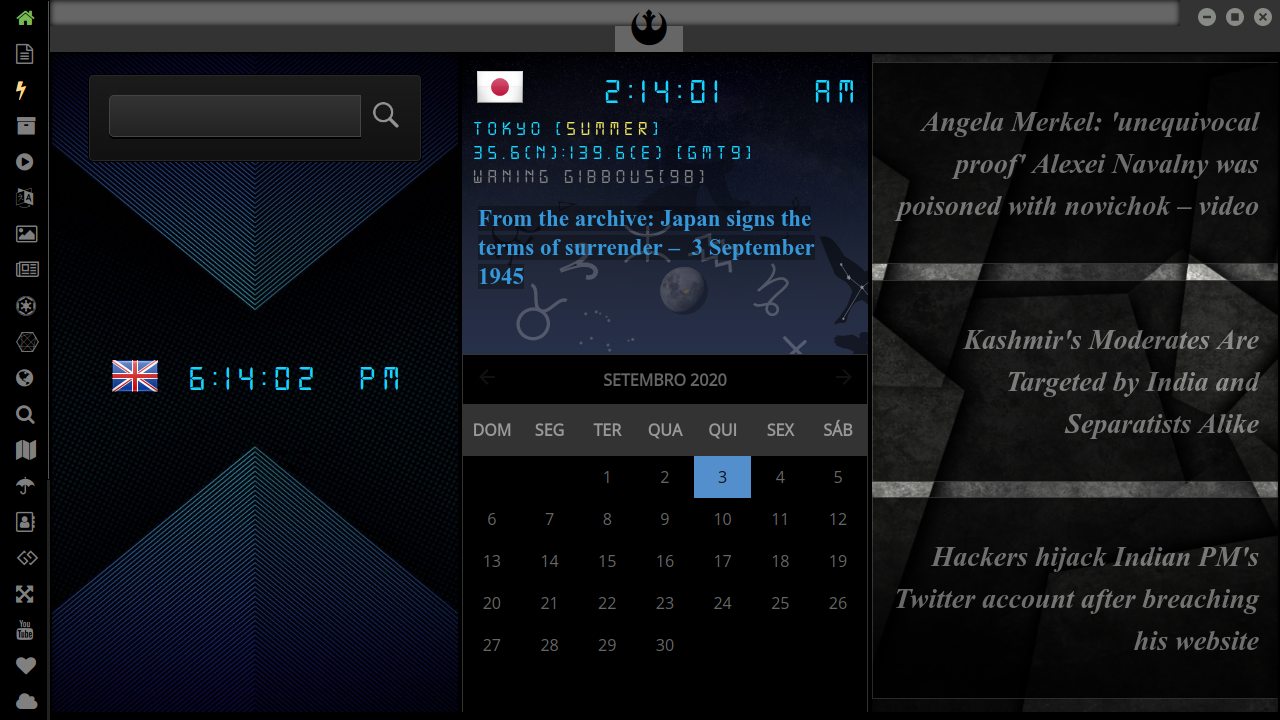 2:14:01 AM
TOKYO [SUMMER]
35.6(N):139.6(E) [GMT9]
WANING GIBBOUS[98]
From the archive: Japan signs the
terms of surrender – 3 September
1945
6:14:02 PM
SETEMBRO 2020
DOM SEG TER QUA QUI SEX SÁB
1 2 3 4 5
6 7 8 9 10 11 12
13 14 15 16 17 18 19
20 21 22 23 24 25 26
27 28 29 30
Angela Merkel: 'unequivocal
proof' Alexei Navalny was
poisoned with novichok – video
Kashmir's Moderates Are
Targeted by India and
Separatists Alike
Hackers hijack Indian PM's
Twitter account after breaching
his website
You
Tube